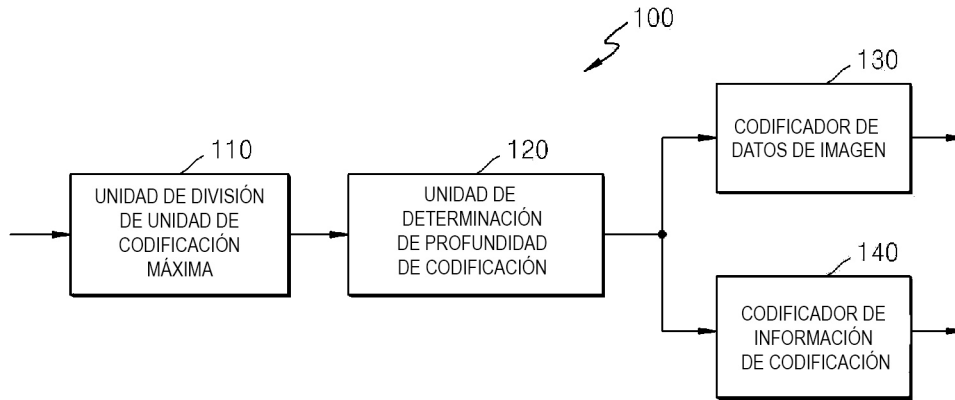 100
110
UNIDAD DE DIVISIÓN
DE UNIDAD DE
CODIFICACIÓN
MÁXIMA
120
UNIDAD DE
DETERMINACIÓN
DE PROFUNDIDAD
DE CODIFICACIÓN
130
CODIFICADOR DE
DATOS DE IMAGEN
140
CODIFICADOR DE
INFORMACIÓN
DE CODIFICACIÓN